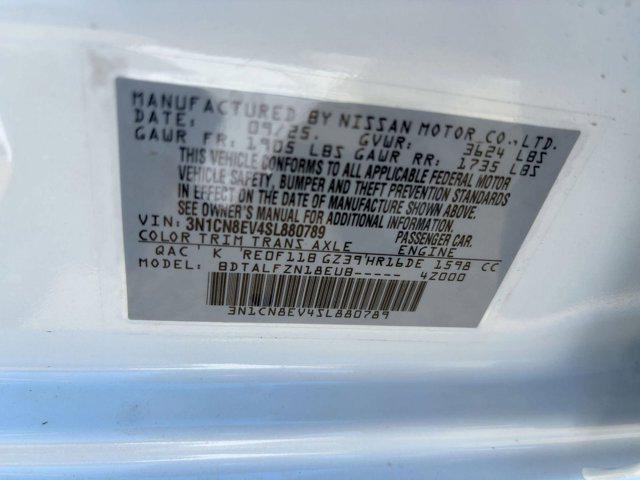 MANUFACTURED BY NISSAN MOTOR CO.,LTD.
DATE: 09/25. GVWR: 3624 LBS
GAWR FR: 1905 LBS GAWR RR: 1735 LBS
THIS VEHICLE CONFORMS TO ALL APPLICABLE FEDERAL MOTOR
VEHICLE SAFETY, BUMPER AND THEFT PREVENTION STANDARDS
IN EFFECT ON THE DATE OF MANUFACTURE SHOWN ABOVE.
*SEE OWNER'S MANUAL
PASSENGER CAR
VIN: 3N1CN8EV4SL880789
COLOR TRIM TRANS AXLE ENGINE
QAC K RE0F11B GZ39 HR16DE 1598 CC
MODEL: BDTALFZN18EUB----- 42000
3N1CN8EV4SL880789